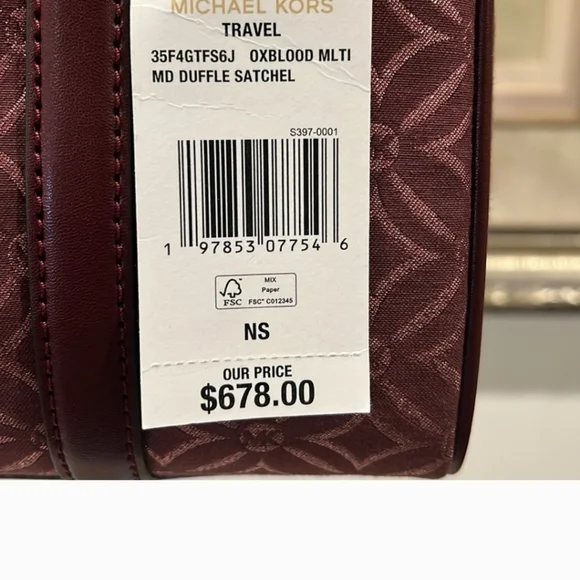 MICHAEL KORS
TRAVEL
35F4GTFS6J OXBLOOD MLTI
MD DUFFLE SATCHEL
S397-0001
1 97853 07754 6
FSC
MIX
Paper
FSC® C012345
NS
OUR PRICE
$678.00
MK